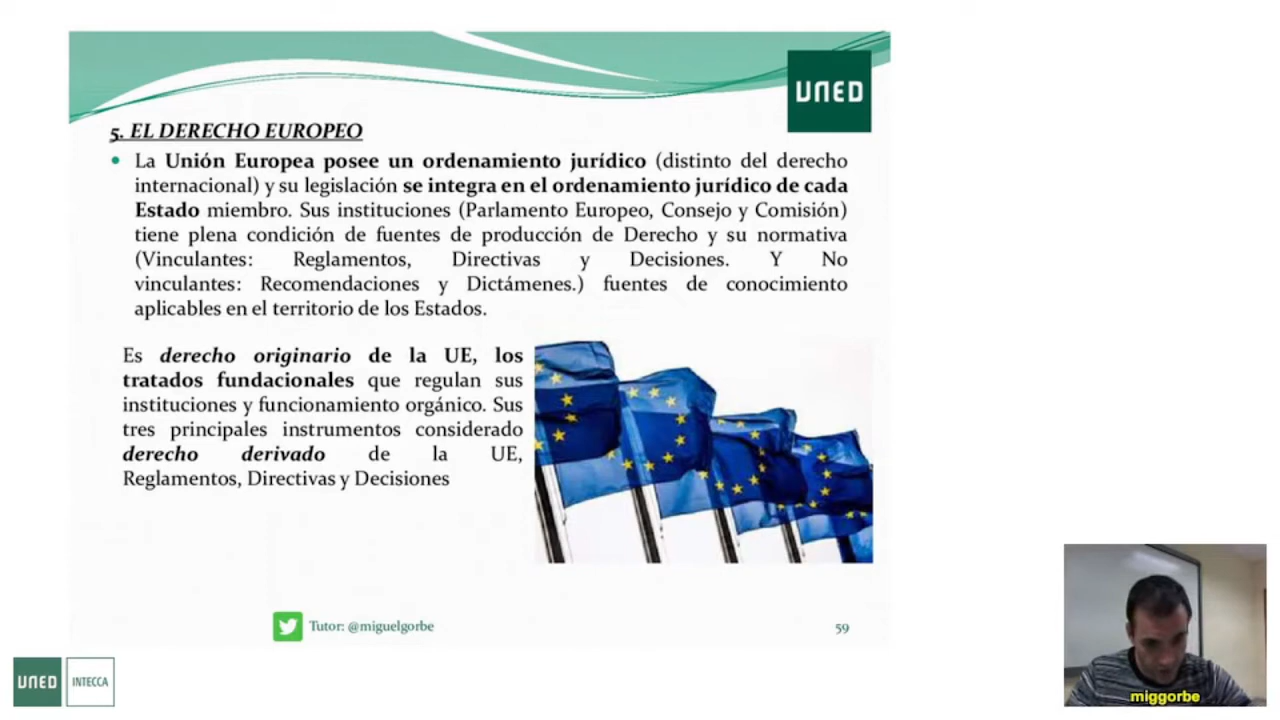 UNED
5. EL DERECHO EUROPEO
• La Unión Europea posee un ordenamiento jurídico (distinto del derecho
internacional) y su legislación se integra en el ordenamiento jurídico de cada
Estado miembro. Sus instituciones (Parlamento Europeo, Consejo y Comisión)
tiene plena condición de fuentes de producción de Derecho y su normativa
(Vinculantes: Reglamentos, Directivas y Decisiones. Y No
vinculantes: Recomendaciones y Dictámenes.) fuentes de conocimiento
aplicables en el territorio de los Estados.
Es derecho originario de la UE, los
tratados fundacionales que regulan sus
instituciones y funcionamiento orgánico. Sus
tres principales instrumentos considerado
derecho derivado de la UE,
Reglamentos, Directivas y Decisiones
Tutor: @miguelgorbe
59
UNED INTECCA
miggorbe